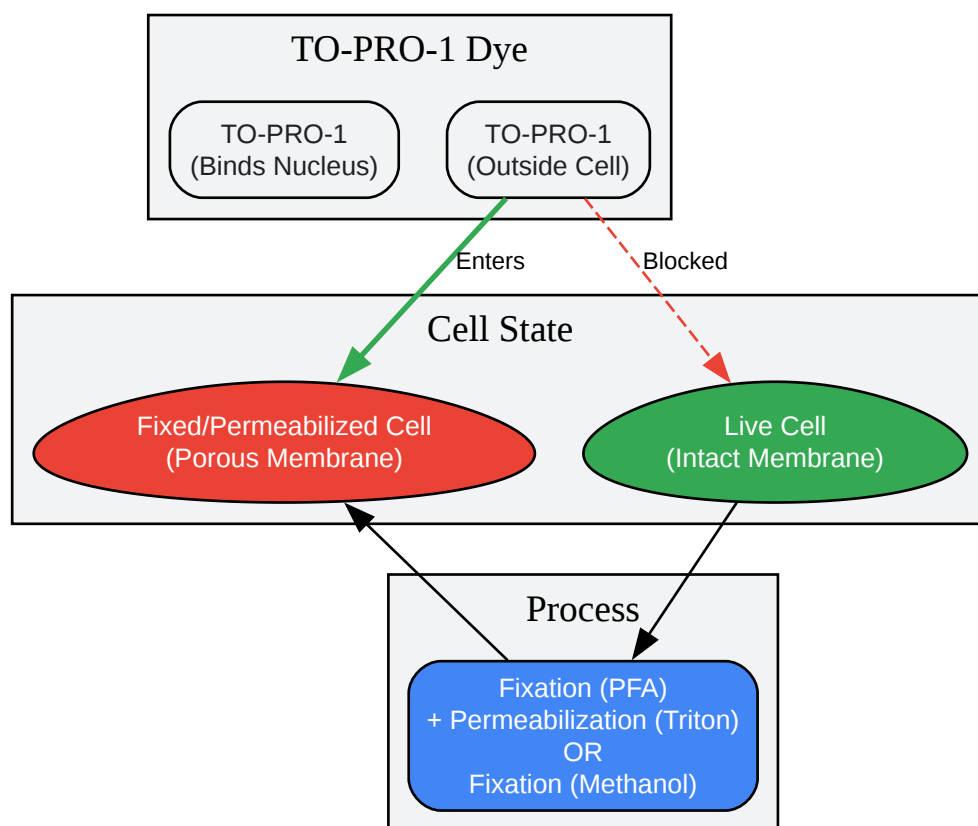 TO-PRO-1 Dye
TO-PRO-1
(Binds Nucleus)
TO-PRO-1
(Outside Cell)
Enters
Blocked
Cell State
Fixed/Permeabilized Cell
(Porous Membrane)
Live Cell
(Intact Membrane)
Process
Fixation (PFA)
+ Permeabilization (Triton)
OR
Fixation (Methanol)